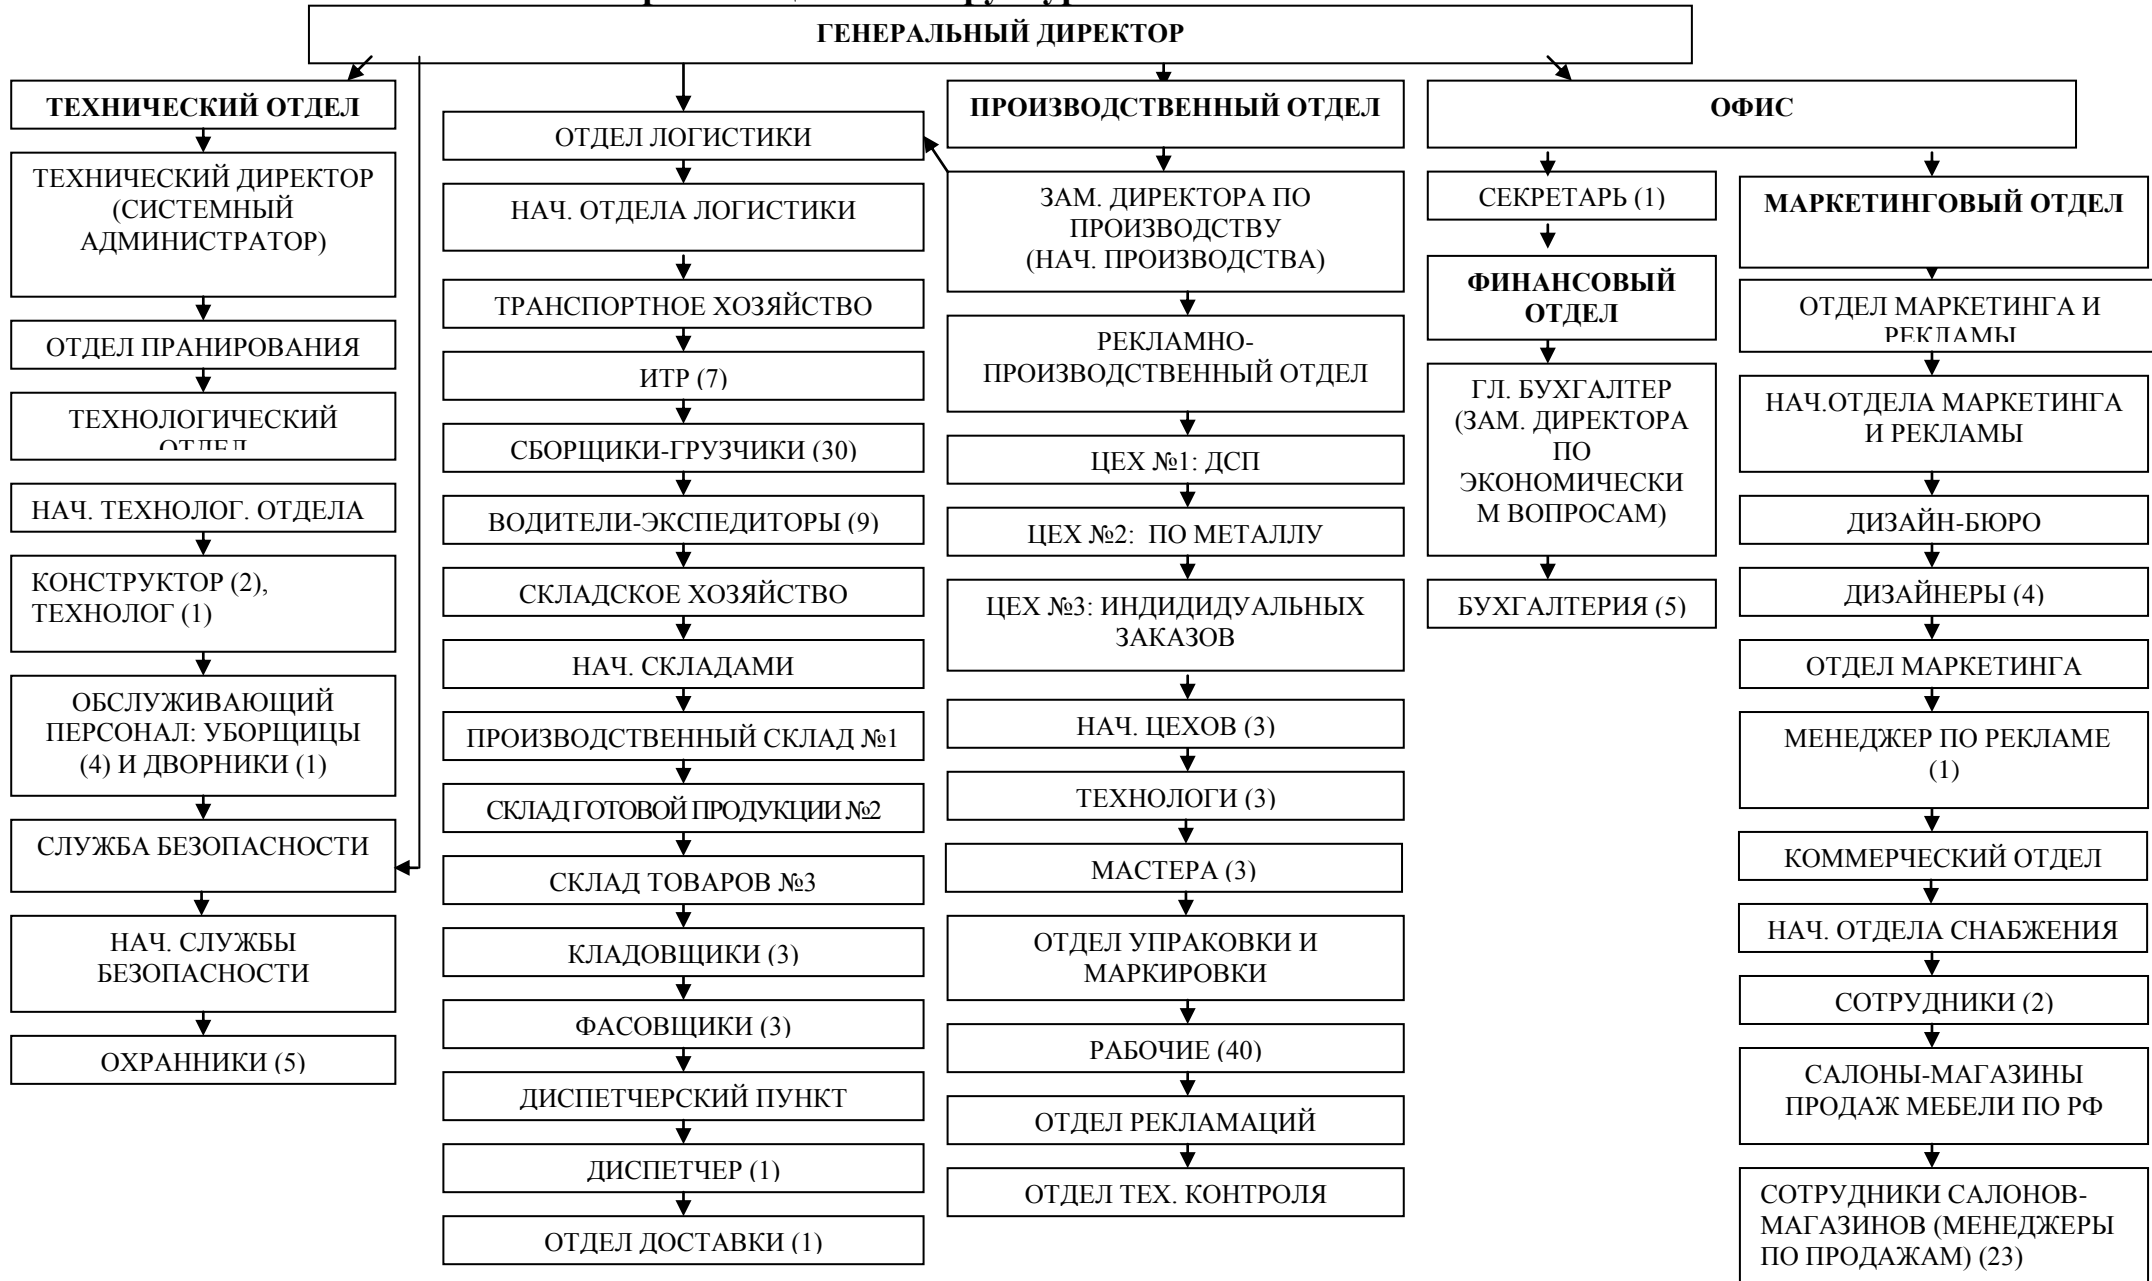 ГЕНЕРАЛЬНЫЙ ДИРЕКТОР
ТЕХНИЧЕСКИЙ ОТДЕЛ
ТЕХНИЧЕСКИЙ ДИРЕКТОР
(СИСТЕМНЫЙ
АДМИНИСТРАТОР)
ОТДЕЛ ПРАНИРОВАНИЯ
ТЕХНОЛОГИЧЕСКИЙ
ОТДЕЛ
НАЧ. ТЕХНОЛОГ. ОТДЕЛА
КОНСТРУКТОР (2),
ТЕХНОЛОГ (1)
ОБСЛУЖИВАЮЩИЙ
ПЕРСОНАЛ: УБОРЩИЦЫ
(4) И ДВОРНИКИ (1)
СЛУЖБА БЕЗОПАСНОСТИ
НАЧ. СЛУЖБЫ
БЕЗОПАСНОСТИ
ОХРАННИКИ (5)
ОТДЕЛ ЛОГИСТИКИ
НАЧ. ОТДЕЛА ЛОГИСТИКИ
ТРАНСПОРТНОЕ ХОЗЯЙСТВО
ИТР (7)
СБОРЩИКИ-ГРУЗЧИКИ (30)
ВОДИТЕЛИ-ЭКСПЕДИТОРЫ (9)
СКЛАДСКОЕ ХОЗЯЙСТВО
НАЧ. СКЛАДАМИ
ПРОИЗВОДСТВЕННЫЙ СКЛАД №1
СКЛАД ГОТОВОЙ ПРОДУКЦИИ №2
СКЛАД ТОВАРОВ №3
КЛАДОВЩИКИ (3)
ФАСОВЩИКИ (3)
ДИСПЕТЧЕРСКИЙ ПУНКТ
ДИСПЕТЧЕР (1)
ОТДЕЛ ДОСТАВКИ (1)
ПРОИЗВОДСТВЕННЫЙ ОТДЕЛ
ЗАМ. ДИРЕКТОРА ПО
ПРОИЗВОДСТВУ
(НАЧ. ПРОИЗВОДСТВА)
РЕКЛАМНО-
ПРОИЗВОДСТВЕННЫЙ ОТДЕЛ
ЦЕХ №1: ДСП
ЦЕХ №2: ПО МЕТАЛЛУ
ЦЕХ №3: ИНДИДИДУАЛЬНЫХ
ЗАКАЗОВ
НАЧ. ЦЕХОВ (3)
ТЕХНОЛОГИ (3)
МАСТЕРА (3)
ОТДЕЛ УПРАКОВКИ И
МАРКИРОВКИ
РАБОЧИЕ (40)
ОТДЕЛ РЕКЛАМАЦИЙ
ОТДЕЛ ТЕХ. КОНТРОЛЯ
ОФИС
СЕКРЕТАРЬ (1)
ФИНАНСОВЫЙ
ОТДЕЛ
ГЛ. БУХГАЛТЕР
(ЗАМ. ДИРЕКТОРА
ПО
ЭКОНОМИЧЕСКИ
М ВОПРОСАМ)
БУХГАЛТЕРИЯ (5)
МАРКЕТИНГОВЫЙ ОТДЕЛ
ОТДЕЛ МАРКЕТИНГА И
РЕКЛАМЫ
НАЧ.ОТДЕЛА МАРКЕТИНГА
И РЕКЛАМЫ
ДИЗАЙН-БЮРО
ДИЗАЙНЕРЫ (4)
ОТДЕЛ МАРКЕТИНГА
МЕНЕДЖЕР ПО РЕКЛАМЕ
(1)
КОММЕРЧЕСКИЙ ОТДЕЛ
НАЧ. ОТДЕЛА СНАБЖЕНИЯ
СОТРУДНИКИ (2)
САЛОНЫ-МАГАЗИНЫ
ПРОДАЖ МЕБЕЛИ ПО РФ
СОТРУДНИКИ САЛОНОВ-
МАГАЗИНОВ (МЕНЕДЖЕРЫ
ПО ПРОДАЖАМ) (23)